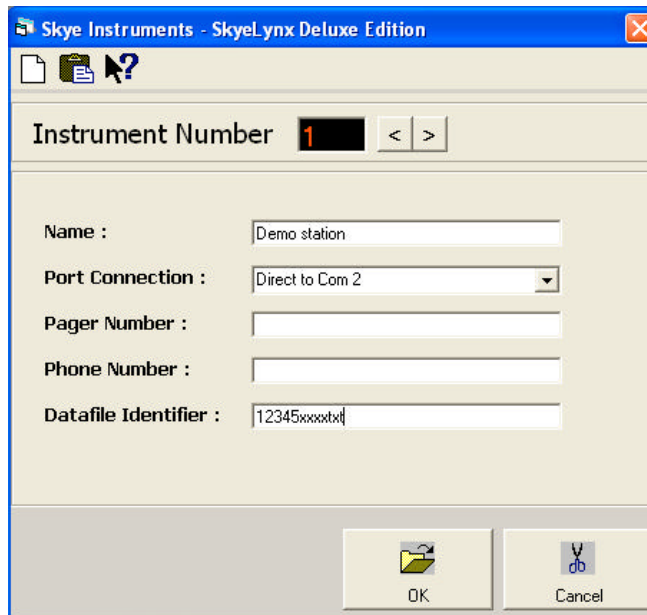 Skye Instruments - SkyeLynx Deluxe Edition
Instrument Number 1 < >
Name : Demo station
Port Connection : Direct to Com 2
Pager Number :
Phone Number :
Datafile Identifier : 12345xxxxtxt
OK Cancel